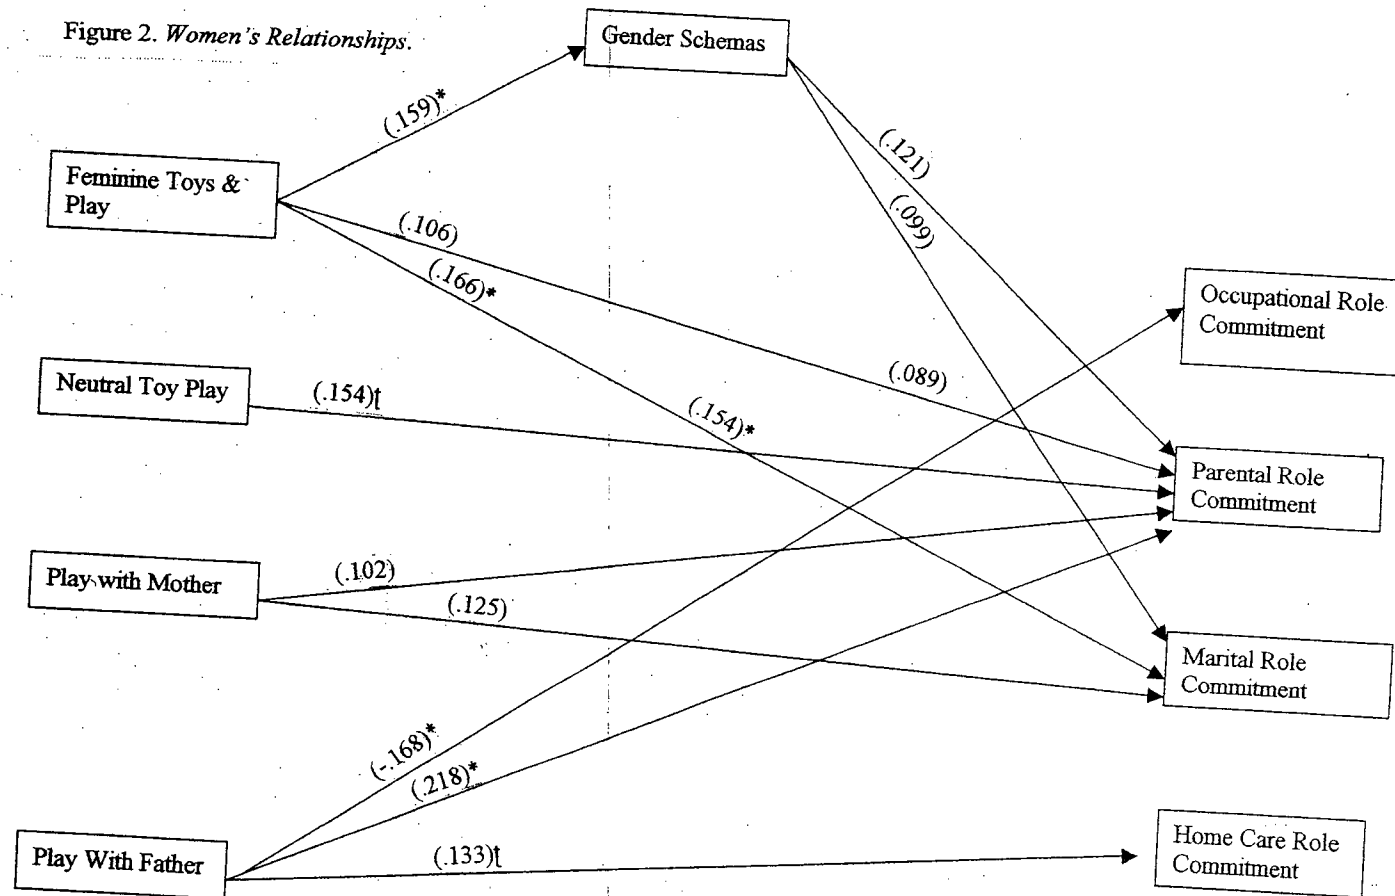 Figure 2. Women's Relationships.
Gender Schemas
(.159)*
(.121)
Feminine Toys &
Play
(.099)
(.106)
(.166)*
Occupational Role
Commitment
Neutral Toy Play
(.154)t
(.089)
(.154)*
Parental Role
Commitment
Play with Mother
(.102)
(.125)
Marital Role
Commitment
(-.168)*
(.218)*
Play With Father
(.133)t
Home Care Role
Commitment